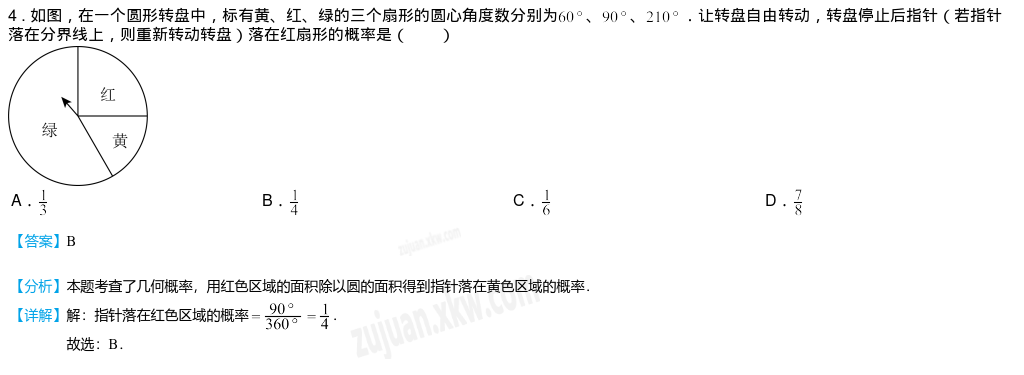 4．如图，在一个圆形转盘中，标有黄、红、绿的三个扇形的圆心角度数分别为60°、90°、210°．让转盘自由转动，转盘停止后指针（若指针
落在分界线上，则重新转动转盘）落在红扇形的概率是（　　）
红
绿
黄
A．1/3　B．1/4　C．1/6　D．7/8
【答案】B
【分析】本题考查了几何概率，用红色区域的面积除以圆的面积得到指针落在黄色区域的概率．
【详解】解：指针落在红色区域的概率=90°/360°=1/4．
故选：B．
zujuan.xkw.com
zujuan.xkw.com